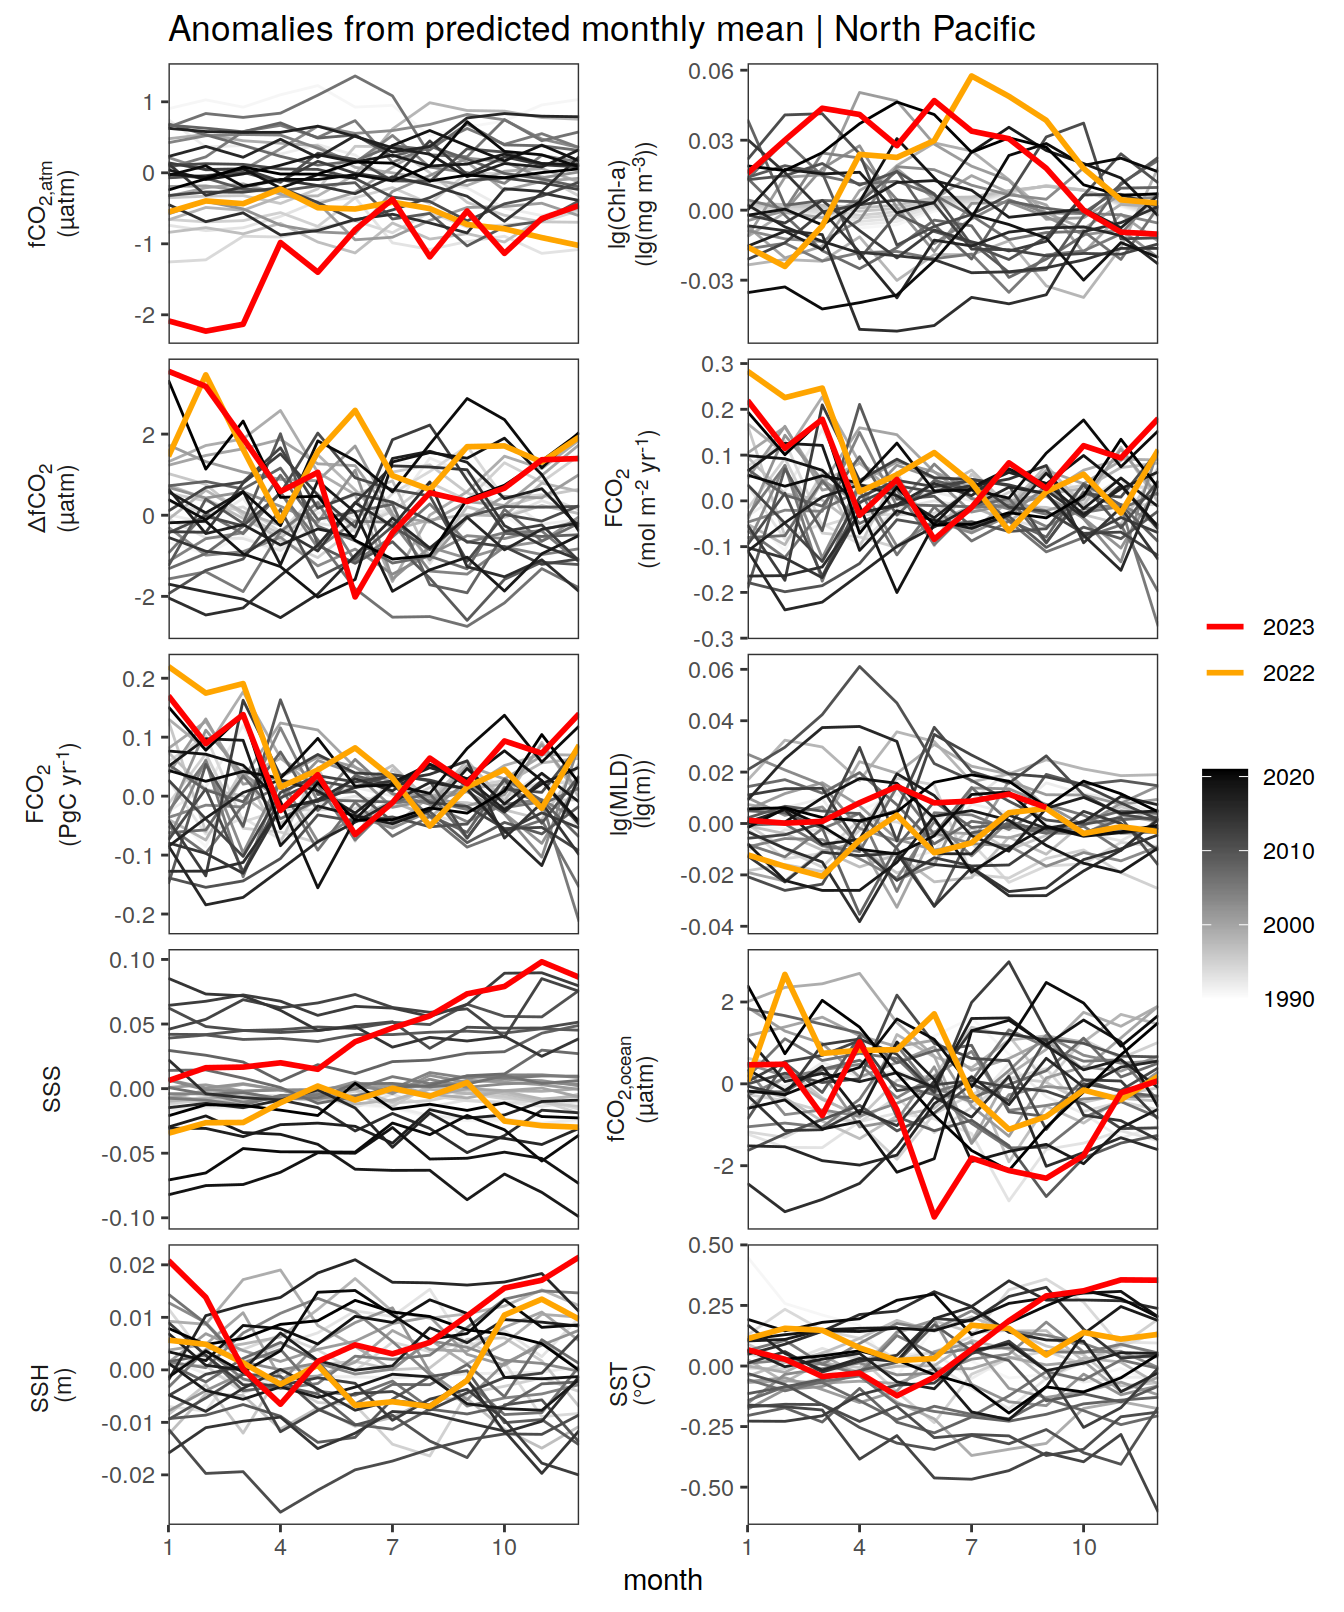 Anomalies from predicted monthly mean | North Pacific
fCO2,atm
(µatm)
1
0
-1
-2
lg(Chl-a)
(lg(mg m-3))
0.06
0.03
0.00
-0.03
ΔfCO2
(µatm)
2
0
-2
FCO2
(mol m-2 yr-1)
0.3
0.2
0.1
0.0
-0.1
-0.2
-0.3
FCO2
(PgC yr-1)
0.2
0.1
0.0
-0.1
-0.2
lg(MLD)
(lg(m))
0.06
0.04
0.02
0.00
-0.02
-0.04
SSS
0.10
0.05
0.00
-0.05
-0.10
fCO2,ocean
(µatm)
2
0
-2
SSH
(m)
0.02
0.01
0.00
-0.01
-0.02
SST
(°C)
0.50
0.25
0.00
-0.25
-0.50
1 4 7 10
1 4 7 10
month
2023
2022
2020
2010
2000
1990